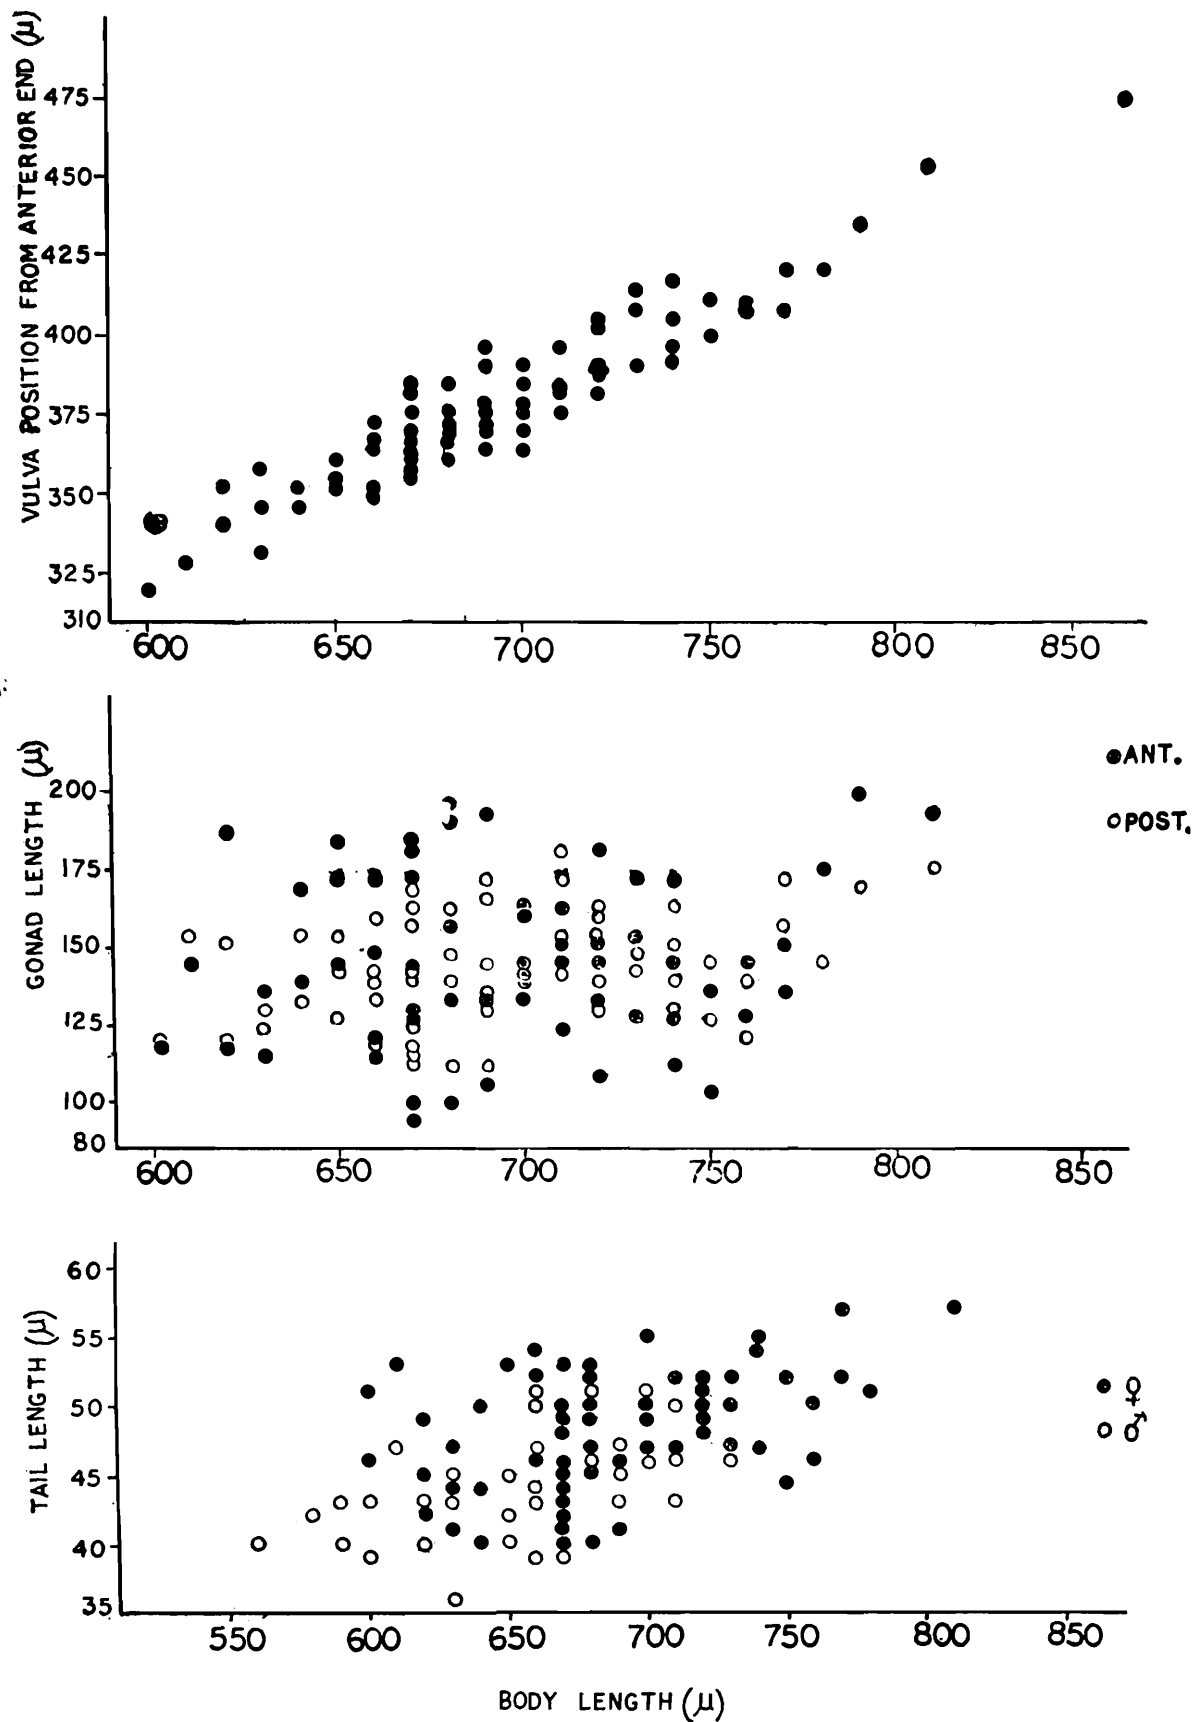 VULVA POSITION FROM ANTERIOR END (μ)
475
450
425
400
375
350
325
310
600 650 700 750 800 850
GONAD LENGTH (μ)
200
175
150
125
100
80
ANT.
POST.
600 650 700 750 800 850
TAIL LENGTH (μ)
60
55
50
45
40
35
♀
♂
550 600 650 700 750 800 850
BODY LENGTH (μ)